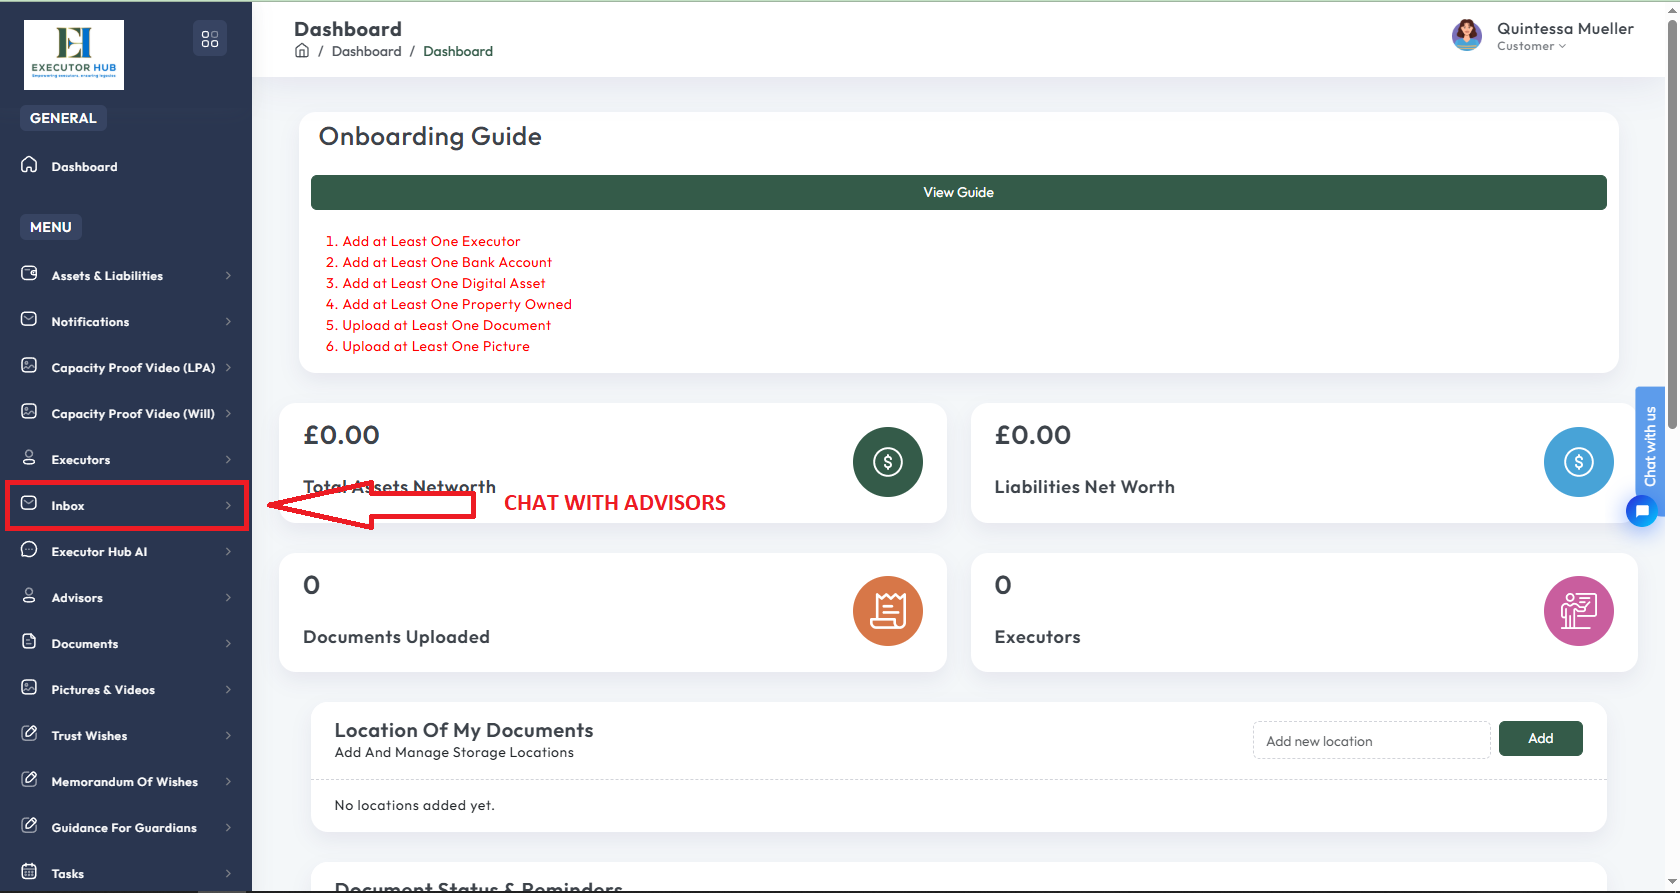 EXECUTOR HUB
Empowering executors, ensuring legacies
GENERAL
Dashboard
MENU
Assets & Liabilities
Notifications
Capacity Proof Video (LPA)
Capacity Proof Video (Will)
Executors
Inbox
Executor Hub AI
Advisors
Documents
Pictures & Videos
Trust Wishes
Memorandum Of Wishes
Guidance For Guardians
Tasks
Dashboard
/ Dashboard / Dashboard
Quintessa Mueller
Customer
Onboarding Guide
View Guide
1. Add at Least One Executor
2. Add at Least One Bank Account
3. Add at Least One Digital Asset
4. Add at Least One Property Owned
5. Upload at Least One Document
6. Upload at Least One Picture
£0.00
Total Assets Networth
CHAT WITH ADVISORS
£0.00
Liabilities Net Worth
Chat with us
0
Documents Uploaded
0
Executors
Location Of My Documents
Add And Manage Storage Locations
Add new location
Add
No locations added yet.
Document Status & Reminders